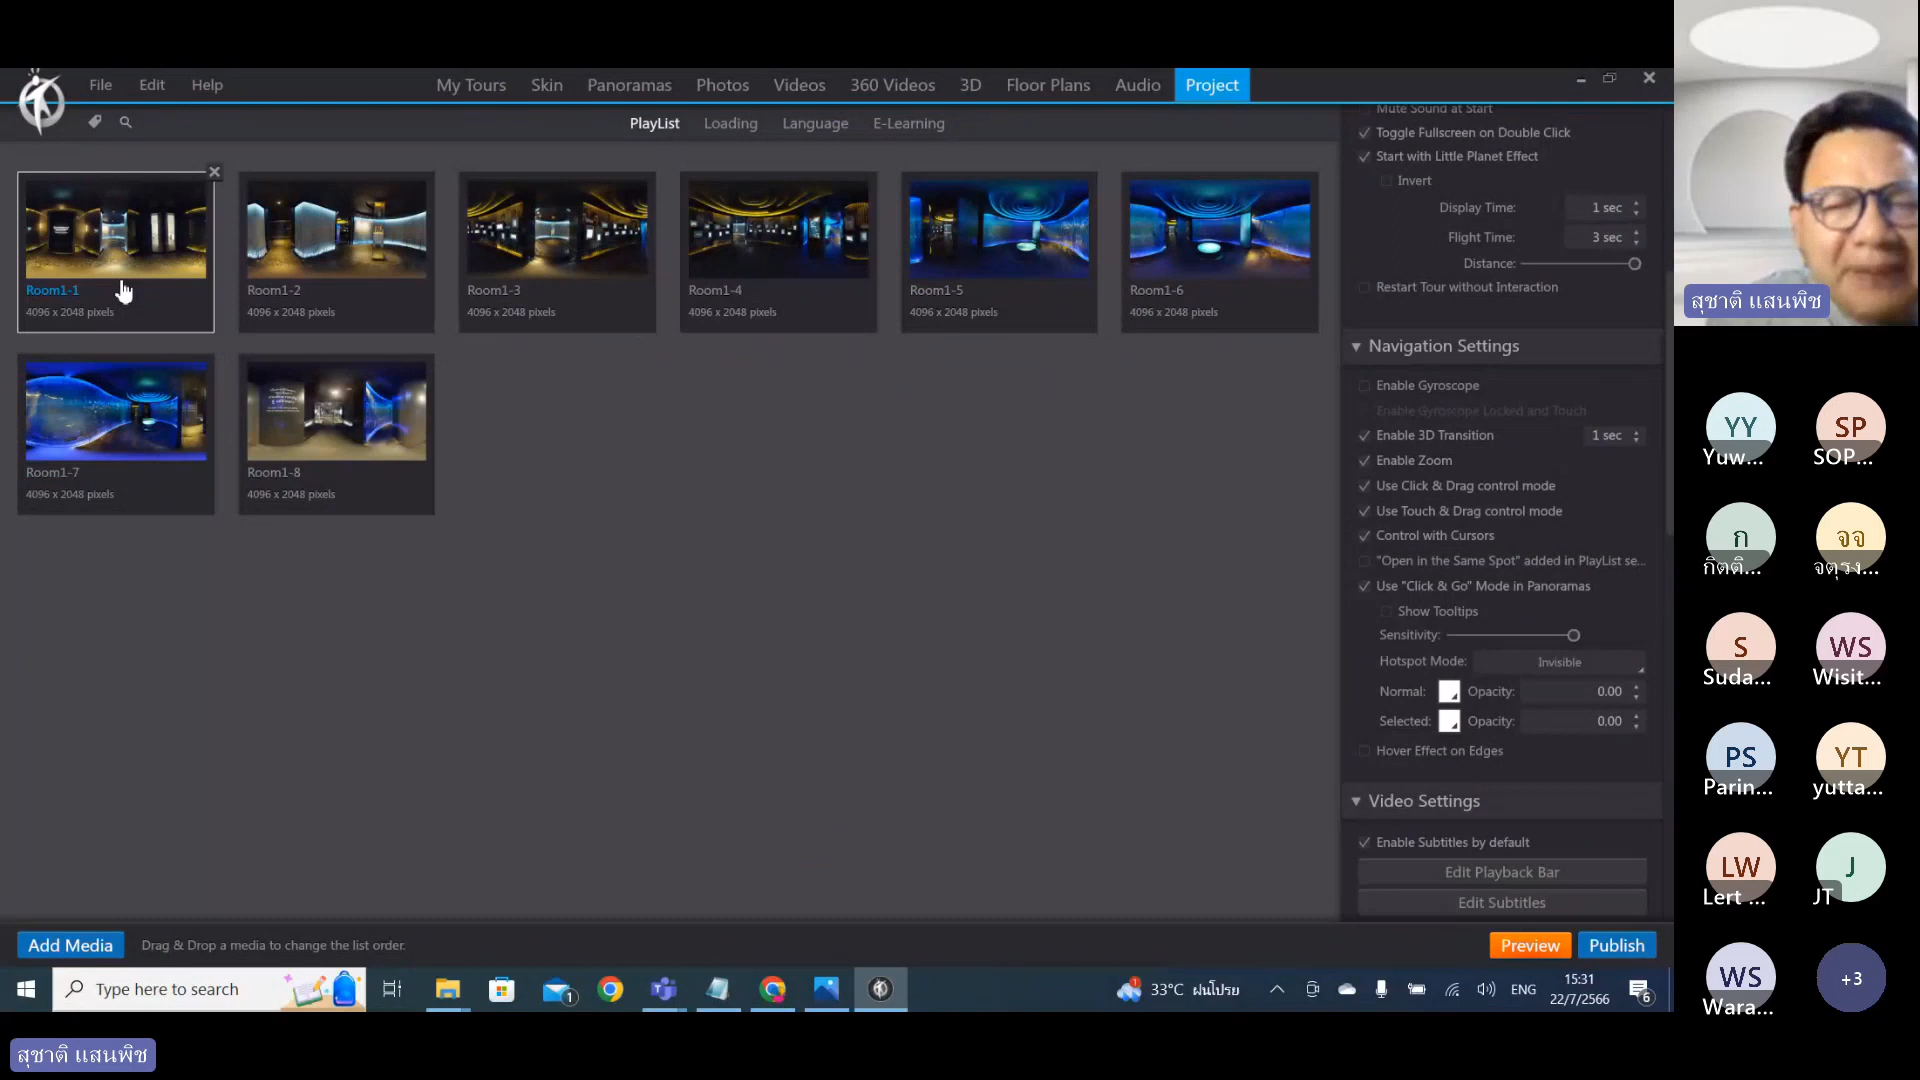 File Edit Help
My Tours Skin Panoramas Photos Videos 360 Videos 3D Floor Plans Audio Project
PlayList Loading Language E-Learning
Room1-1
4096 x 2048 pixels
Room1-2
4096 x 2048 pixels
Room1-3
4096 x 2048 pixels
Room1-4
4096 x 2048 pixels
Room1-5
4096 x 2048 pixels
Room1-6
4096 x 2048 pixels
Room1-7
4096 x 2048 pixels
Room1-8
4096 x 2048 pixels
Mute Sound at Start
Toggle Fullscreen on Double Click
Start with Little Planet Effect
Invert
Display Time: 1 sec
Flight Time: 3 sec
Distance:
Restart Tour without Interaction
Navigation Settings
Enable Gyroscope
Enable Gyroscope Locked and Touch
Enable 3D Transition 1 sec
Enable Zoom
Use Click & Drag control mode
Use Touch & Drag control mode
Control with Cursors
"Open in the Same Spot" added in PlayList se...
Use "Click & Go" Mode in Panoramas
Show Tooltips
Sensitivity:
Hotspot Mode: Invisible
Normal: Opacity: 0.00
Selected: Opacity: 0.00
Hover Effect on Edges
Video Settings
Enable Subtitles by default
Edit Playback Bar
Edit Subtitles
Add Media Drag & Drop a media to change the list order.
Preview Publish
Type here to search
1
33°C ฝนโปรย
ENG
15:31
22/7/2566
6
สุชาติ แสนพิช
YY
Yuw...
SP
SOP...
ก
กิตติ...
จจ
จตุรง...
S
Suda...
WS
Wisit...
PS
Parin...
YT
yutta...
LW
Lert ...
J
JT
WS
Wara...
+3
สุชาติ แสนพิช